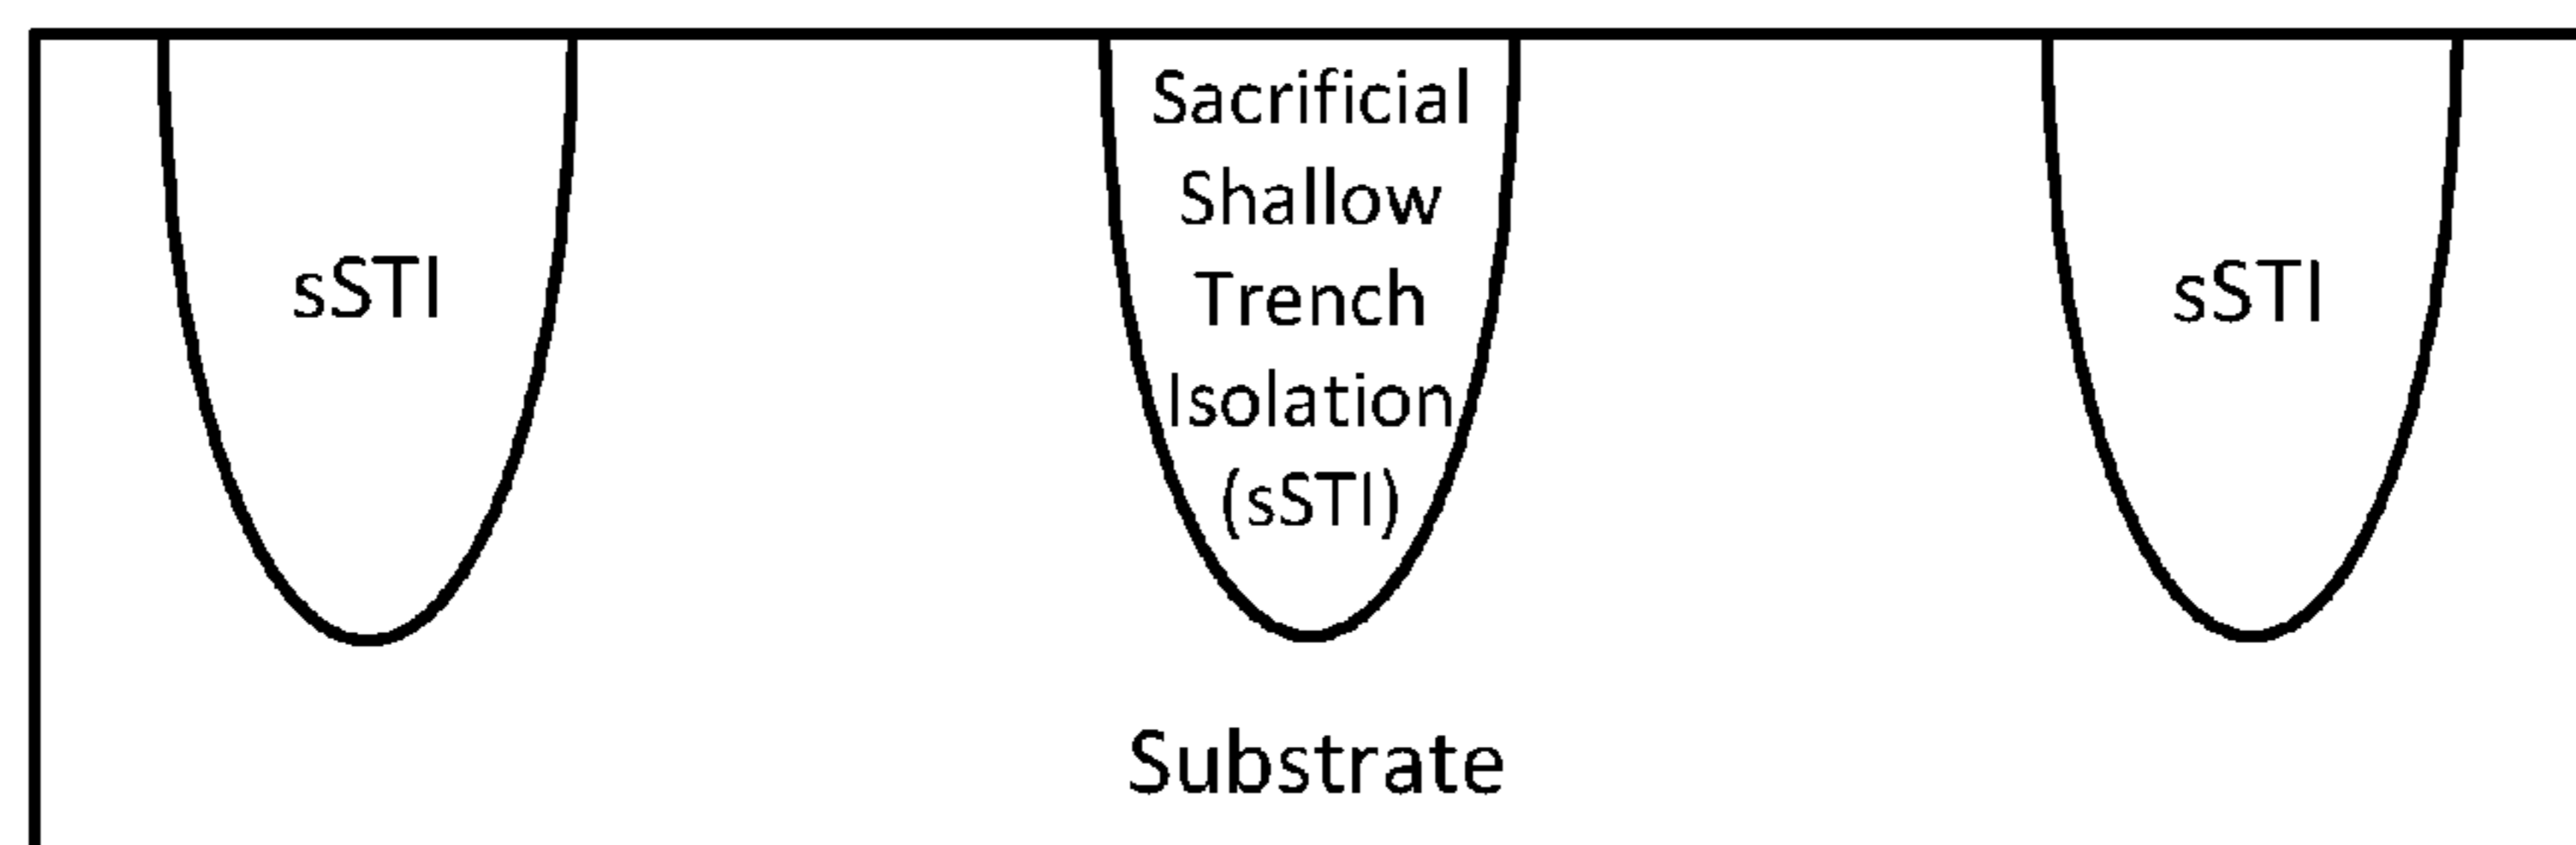 sSTI
Sacrificial
Shallow
Trench
Isolation
(sSTI)
sSTI
Substrate